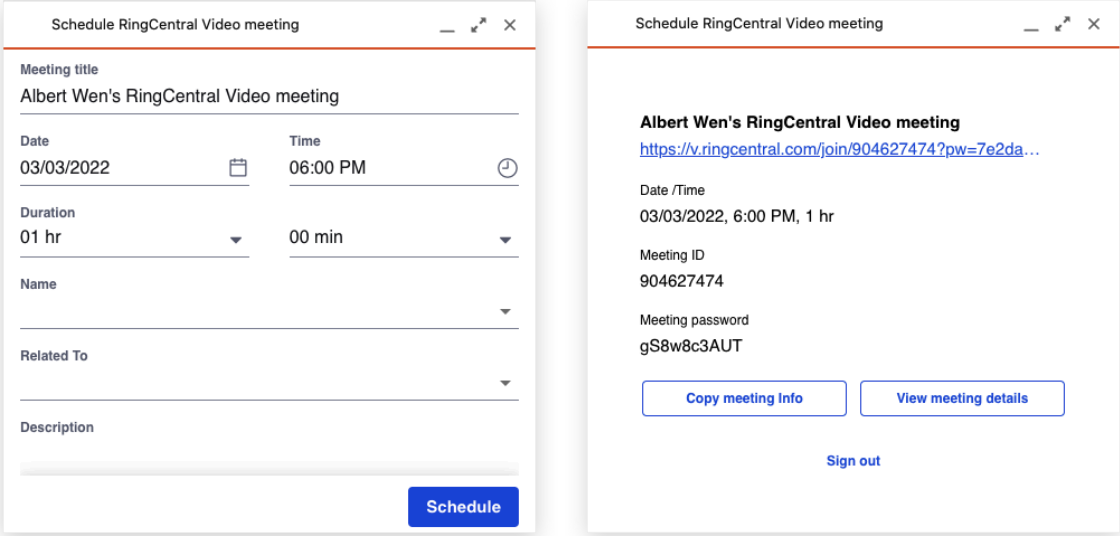 Schedule RingCentral Video meeting
Meeting title
Albert Wen's RingCentral Video meeting
Date
Time
03/03/2022
06:00 PM
Duration
01 hr
00 min
Name
Related To
Description
Schedule
Schedule RingCentral Video meeting
Albert Wen's RingCentral Video meeting
https://v.ringcentral.com/join/904627474?pw=7e2da…
Date /Time
03/03/2022, 6:00 PM, 1 hr
Meeting ID
904627474
Meeting password
gS8w8c3AUT
Copy meeting Info
View meeting details
Sign out